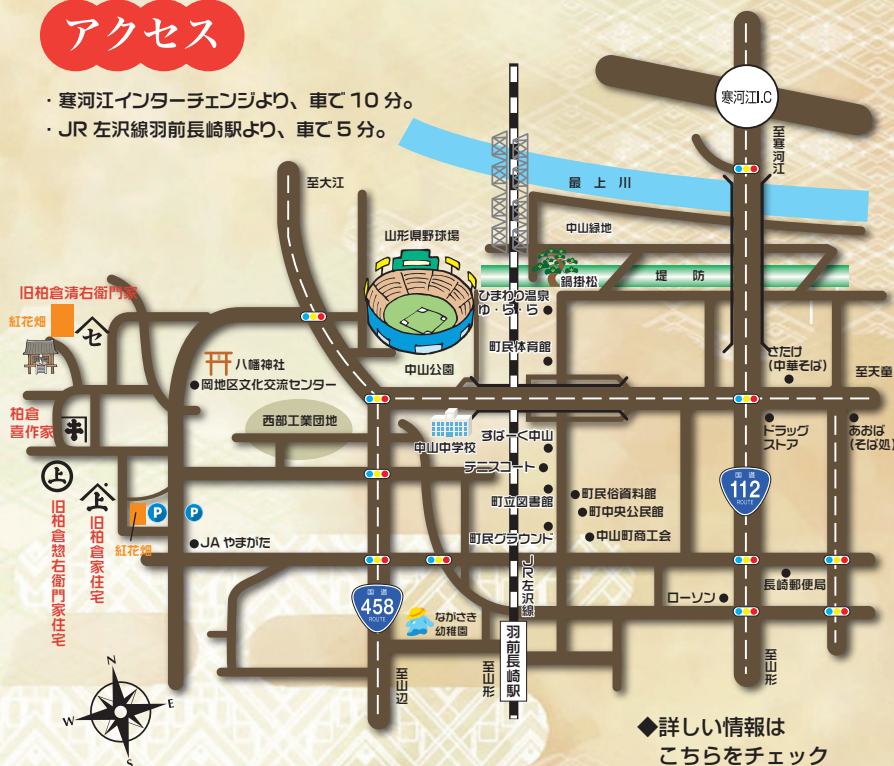 アクセス
・寒河江インターチェンジより、車で10分。
・JR左沢線羽前長崎駅より、車で5分。
寒河江I.C
至寒河江
至大江
最上川
中山緑地
山形県野球場
鍋掛松
堤防
旧柏倉清右衛門家
紅花畑
セ
ひまわり温泉
ゆ・ら・ら
八幡神社
岡地区文化交流センター
中山公園
町民体育館
さたけ
(中華そば)
至天童
柏倉
喜作家
西部工業団地
中山中学校
すぱーく中山
ドラッグ
ストア
あおば
(そば処)
テニスコート
上
上
国道
112
ROUTE
町立図書館
町民俗資料館
町中央公民館
旧柏倉惣右衛門家住宅
旧柏倉家住宅
紅花畑
P
P
JAやまがた
町民グラウンド
中山町商工会
JR左沢線
国道
458
ROUTE
ながさき
幼稚園
ローソン
長崎郵便局
羽前長崎駅
至山辺
至山形
至山形
N
W
E
S
◆詳しい情報は
こちらをチェック